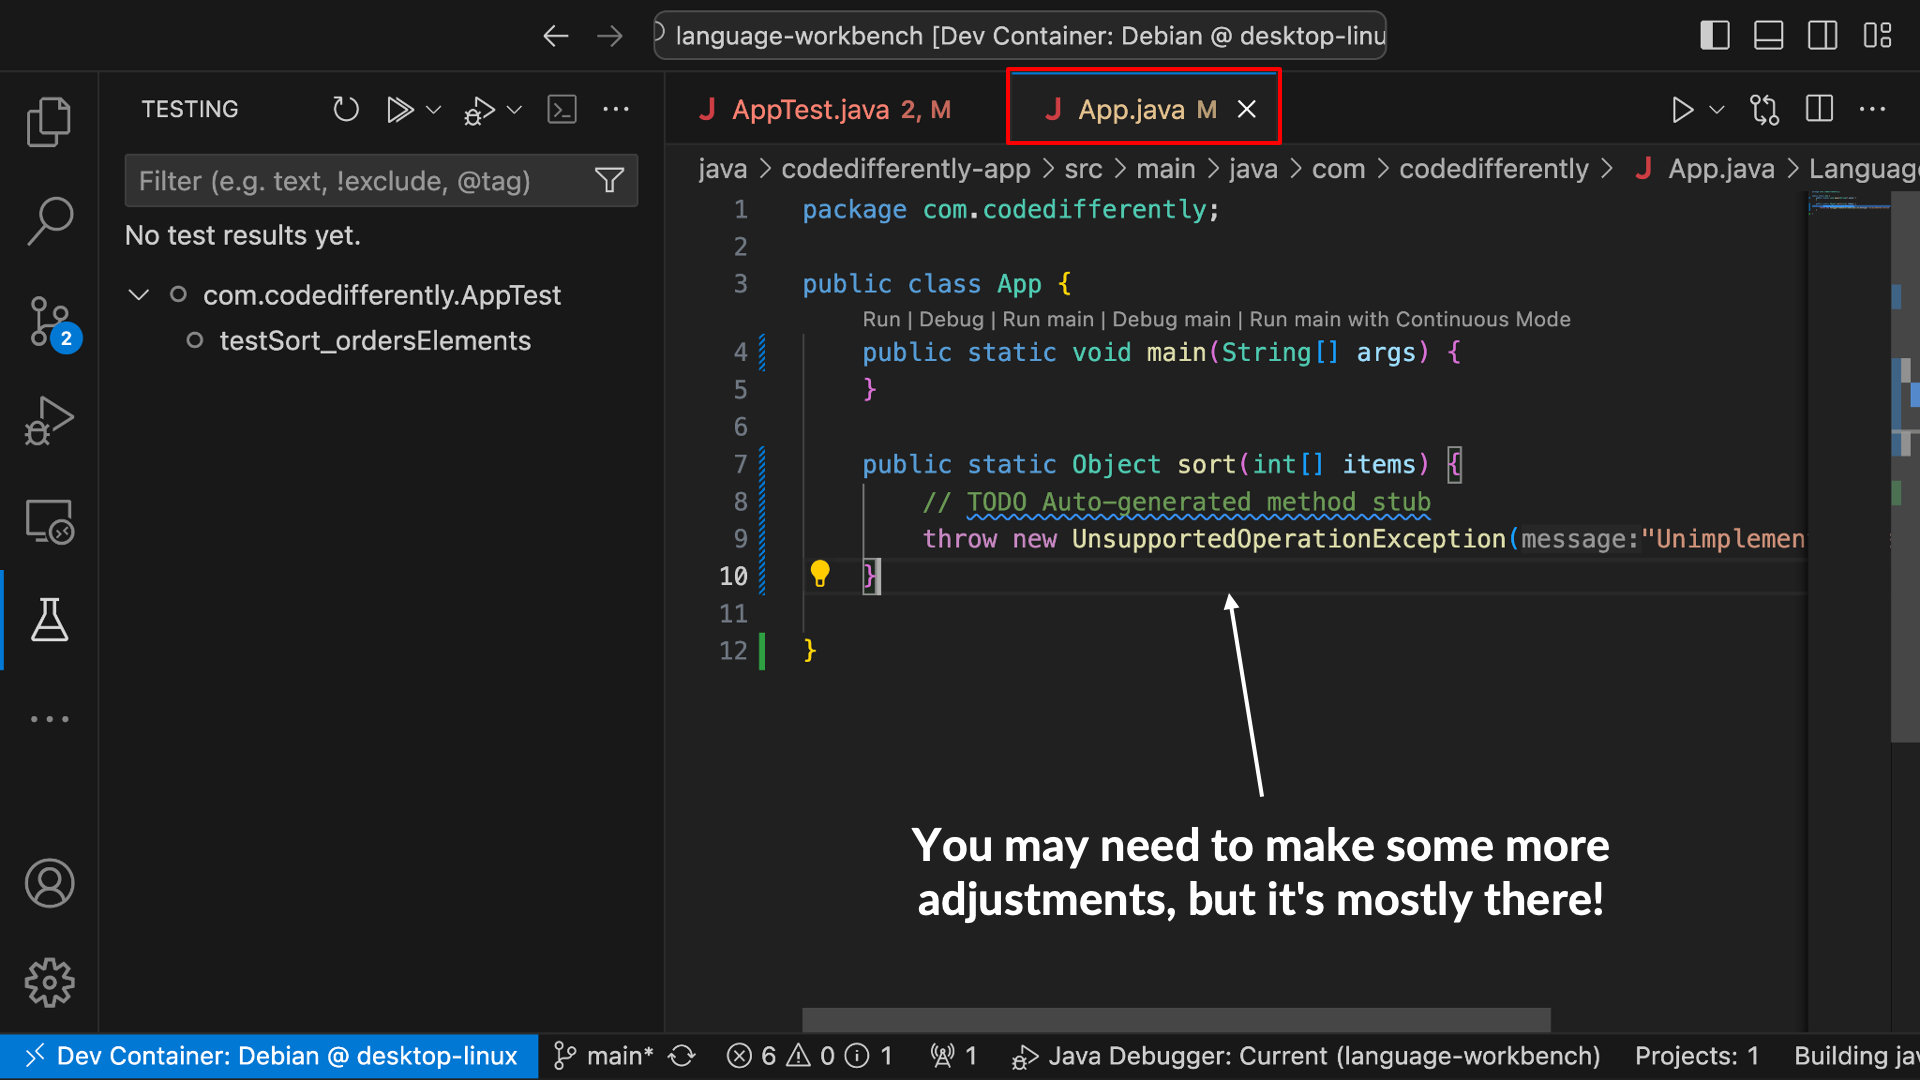 language-workbench [Dev Container: Debian @ desktop-linu
TESTING
Filter (e.g. text, !exclude, @tag)
No test results yet.
com.codedifferently.AppTest
testSort_ordersElements
2
J AppTest.java 2, M
J App.java M
java > codedifferently-app > src > main > java > com > codedifferently > J App.java > Language
1 package com.codedifferently;
2
3 public class App {
Run | Debug | Run main | Debug main | Run main with Continuous Mode
4 public static void main(String[] args) {
5 }
6
7 public static Object sort(int[] items) {
8 // TODO Auto-generated method stub
9 throw new UnsupportedOperationException(message:"Unimplemen
10 }
11
12 }
You may need to make some more
adjustments, but it's mostly there!
Dev Container: Debian @ desktop-linux main* 6 0 1 1 Java Debugger: Current (language-workbench) Projects: 1 Building jav